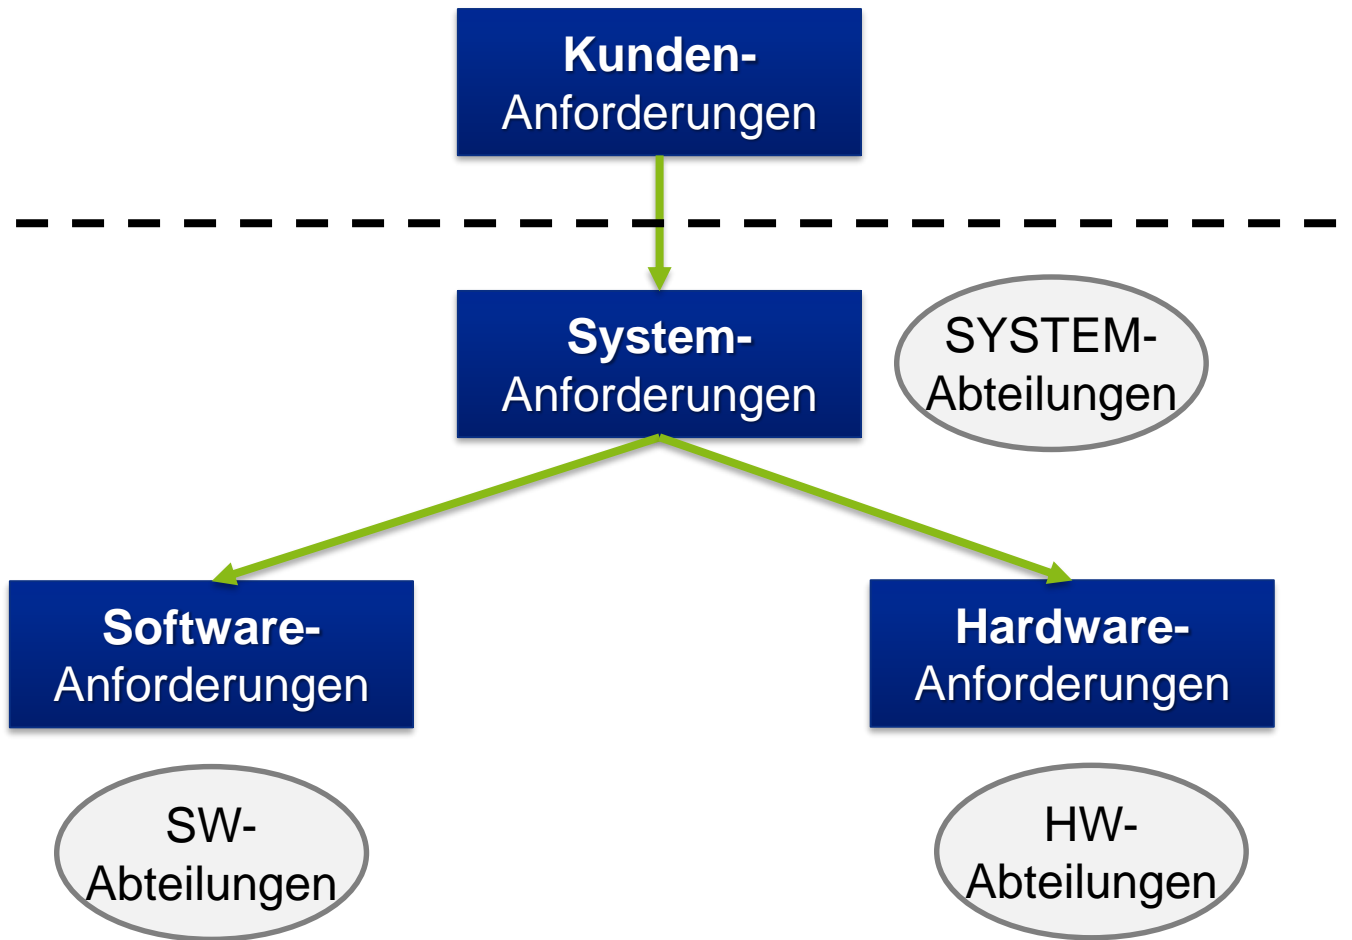 Kunden-
Anforderungen
System-
Anforderungen
SYSTEM-
Abteilungen
Software-
Anforderungen
Hardware-
Anforderungen
SW-
Abteilungen
HW-
Abteilungen